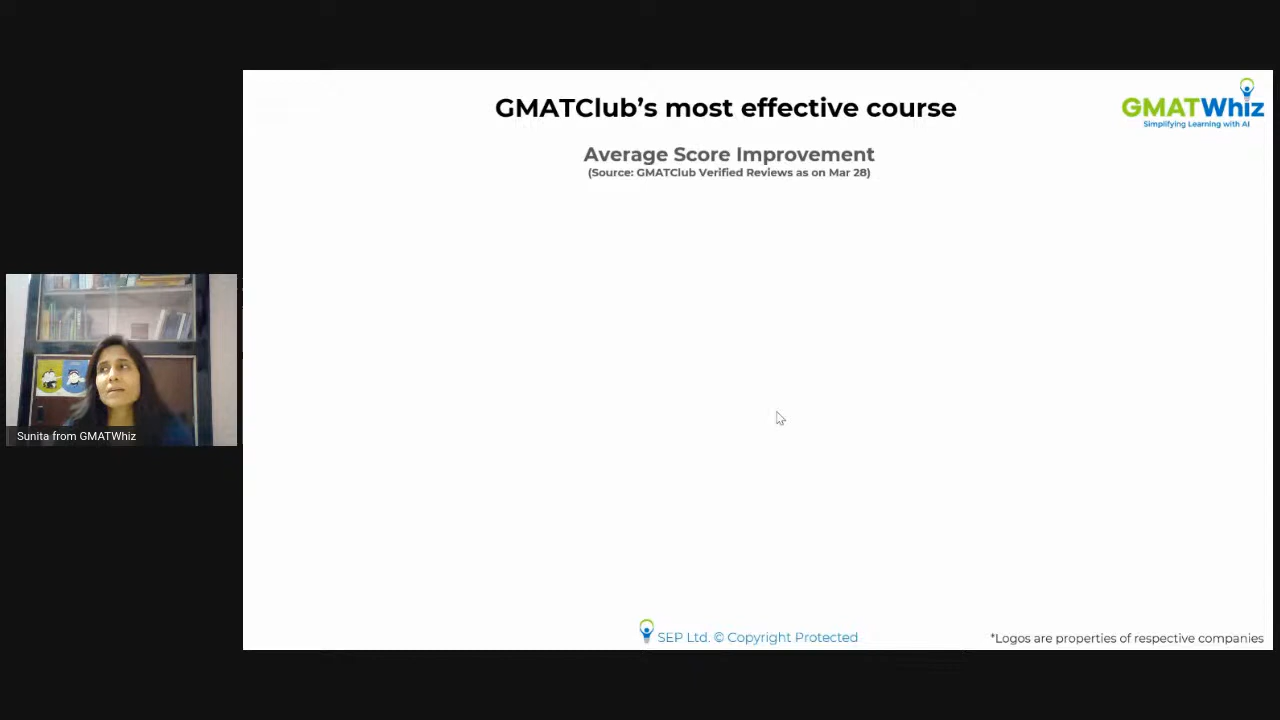 GMATClub's most effective course
GMATWhiz
Simplifying Learning with AI
Average Score Improvement
(Source: GMATClub Verified Reviews as on Mar 28)
Sunita from GMATWhiz
SEP Ltd. © Copyright Protected
*Logos are properties of respective companies